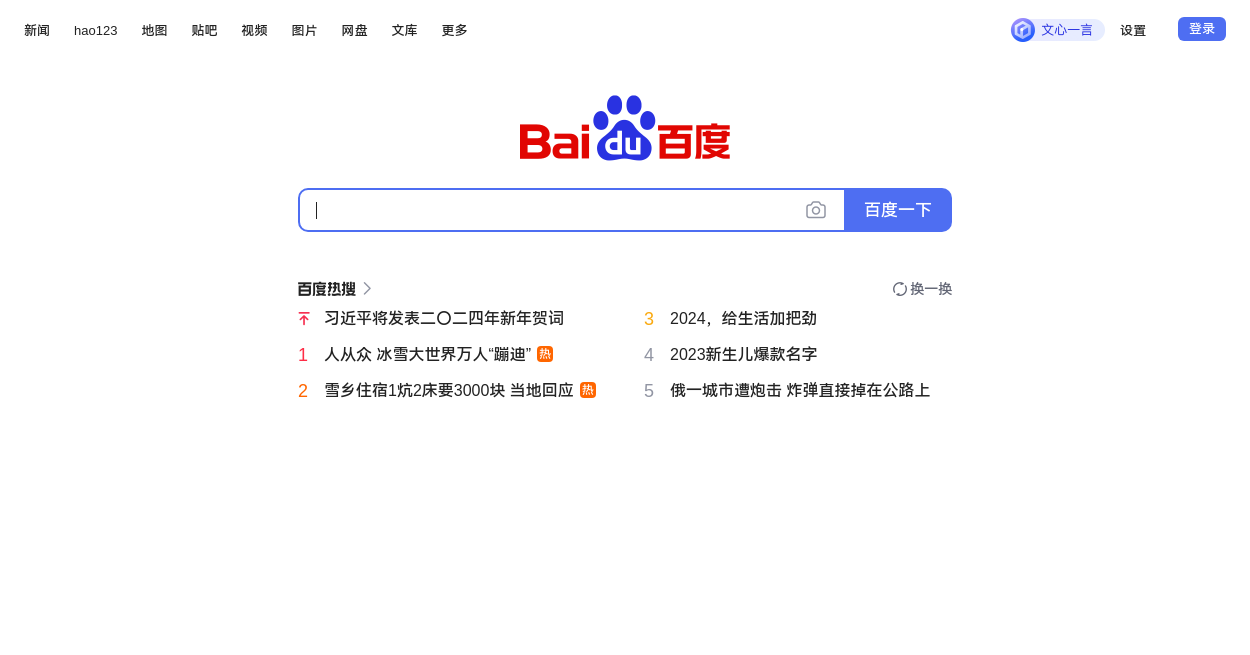 新闻 hao123 地图 贴吧 视频 图片 网盘 文库 更多 文心一言 设置 登录
Bai du 百度
百度一下
百度热搜 换一换
习近平将发表二〇二四年新年贺词
1 人从众 冰雪大世界万人“蹦迪” 热
2 雪乡住宿1炕2床要3000块 当地回应 热
3 2024，给生活加把劲
4 2023新生儿爆款名字
5 俄一城市遭炮击 炸弹直接掉在公路上